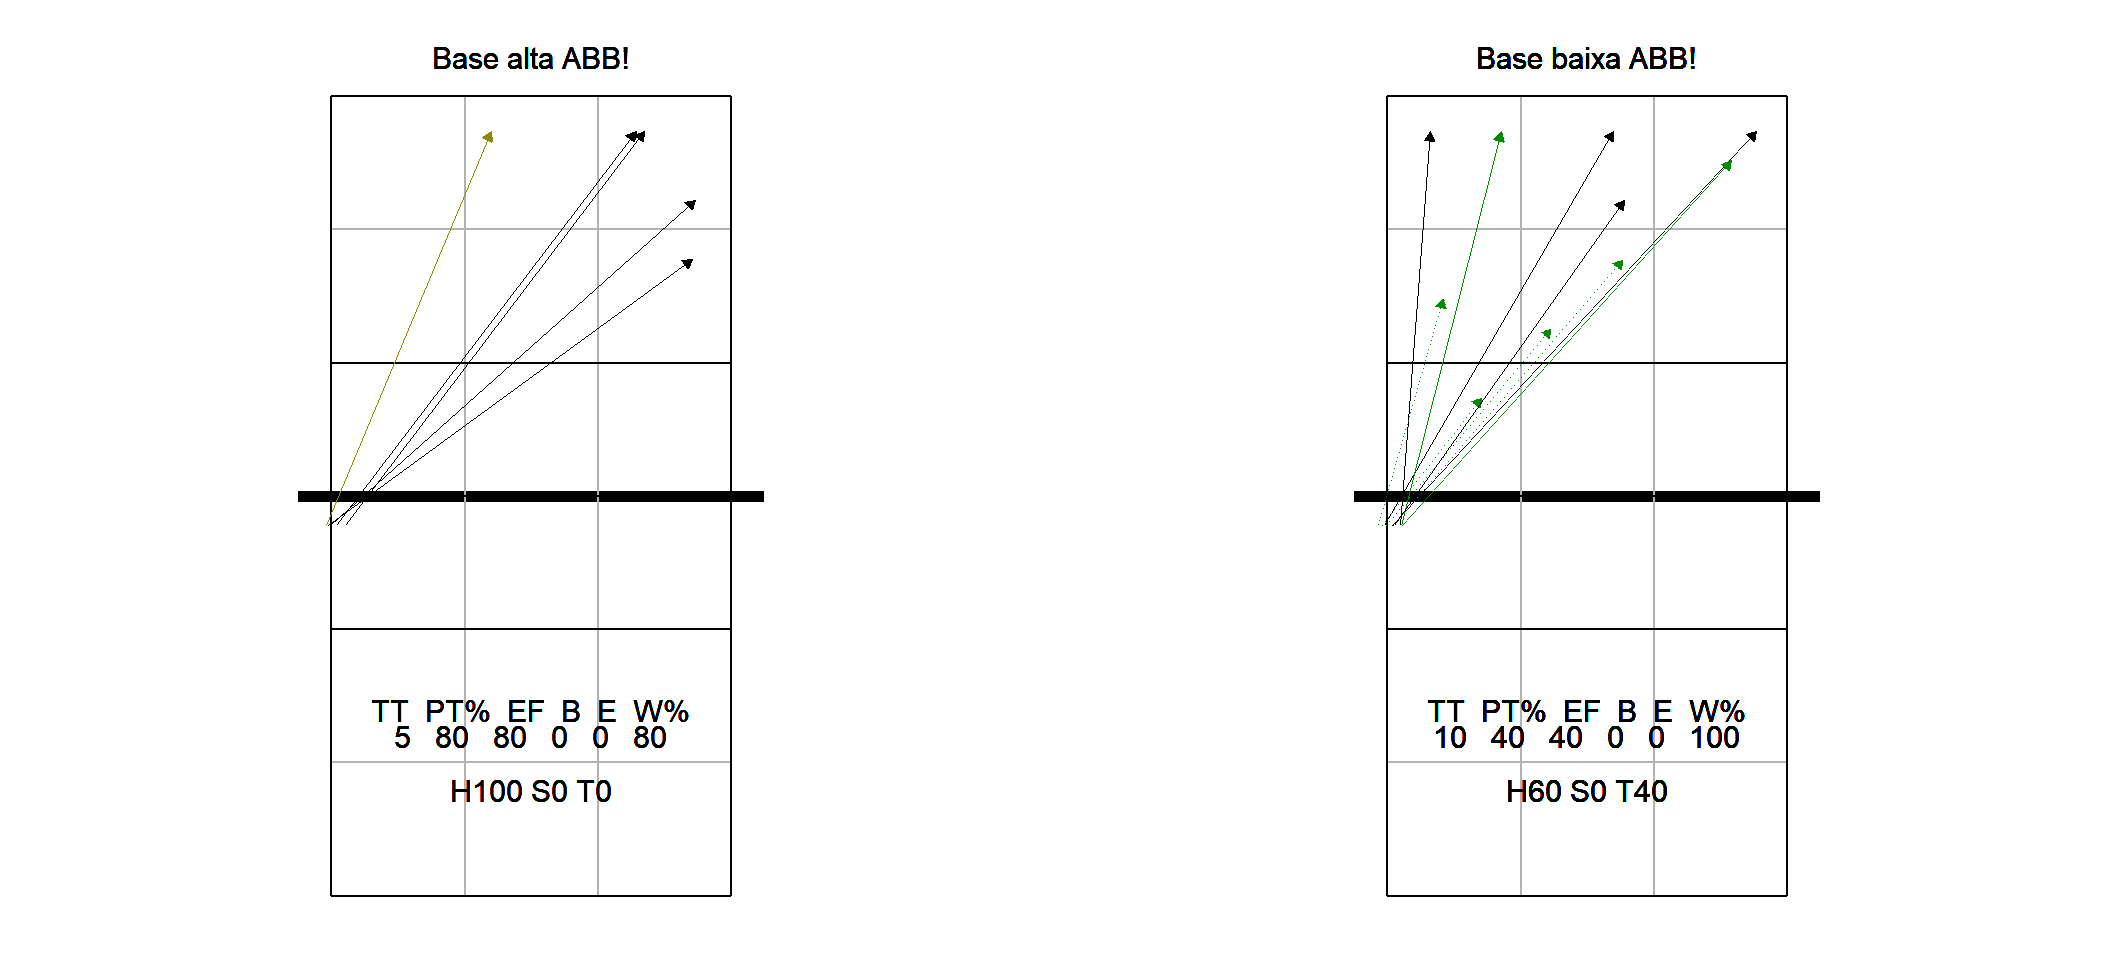 Base alta ABB!
TT PT% EF B E W%
5 80 80 0 0 80
H100 S0 T0
Base baixa ABB!
TT PT% EF B E W%
10 40 40 0 0 100
H60 S0 T40